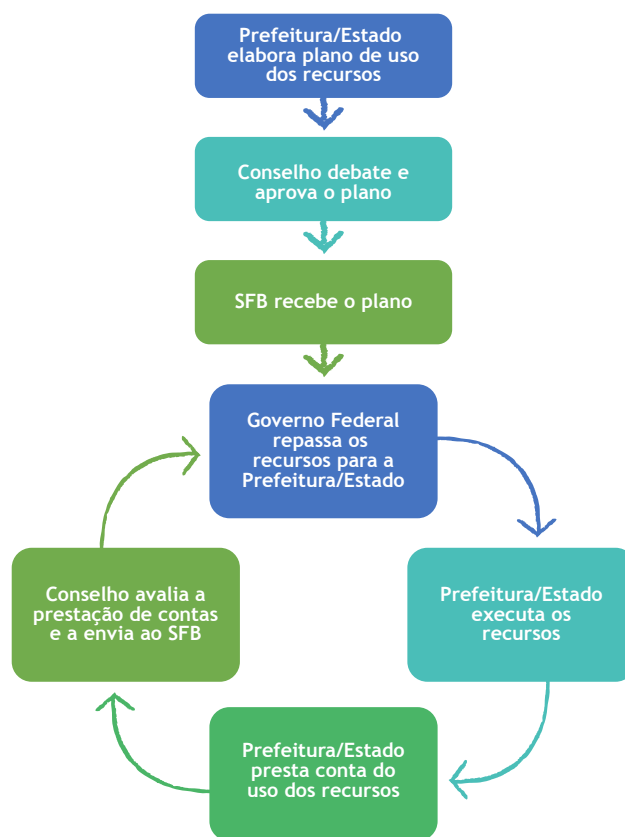 Prefeitura/Estado
elabora plano de uso
dos recursos
Conselho debate e
aprova o plano
SFB recebe o plano
Governo Federal
repassa os
recursos para a
Prefeitura/Estado
Prefeitura/Estado
executa os
recursos
Prefeitura/Estado
presta conta do
uso dos recursos
Conselho avalia a
prestação de contas
e a envia ao SFB